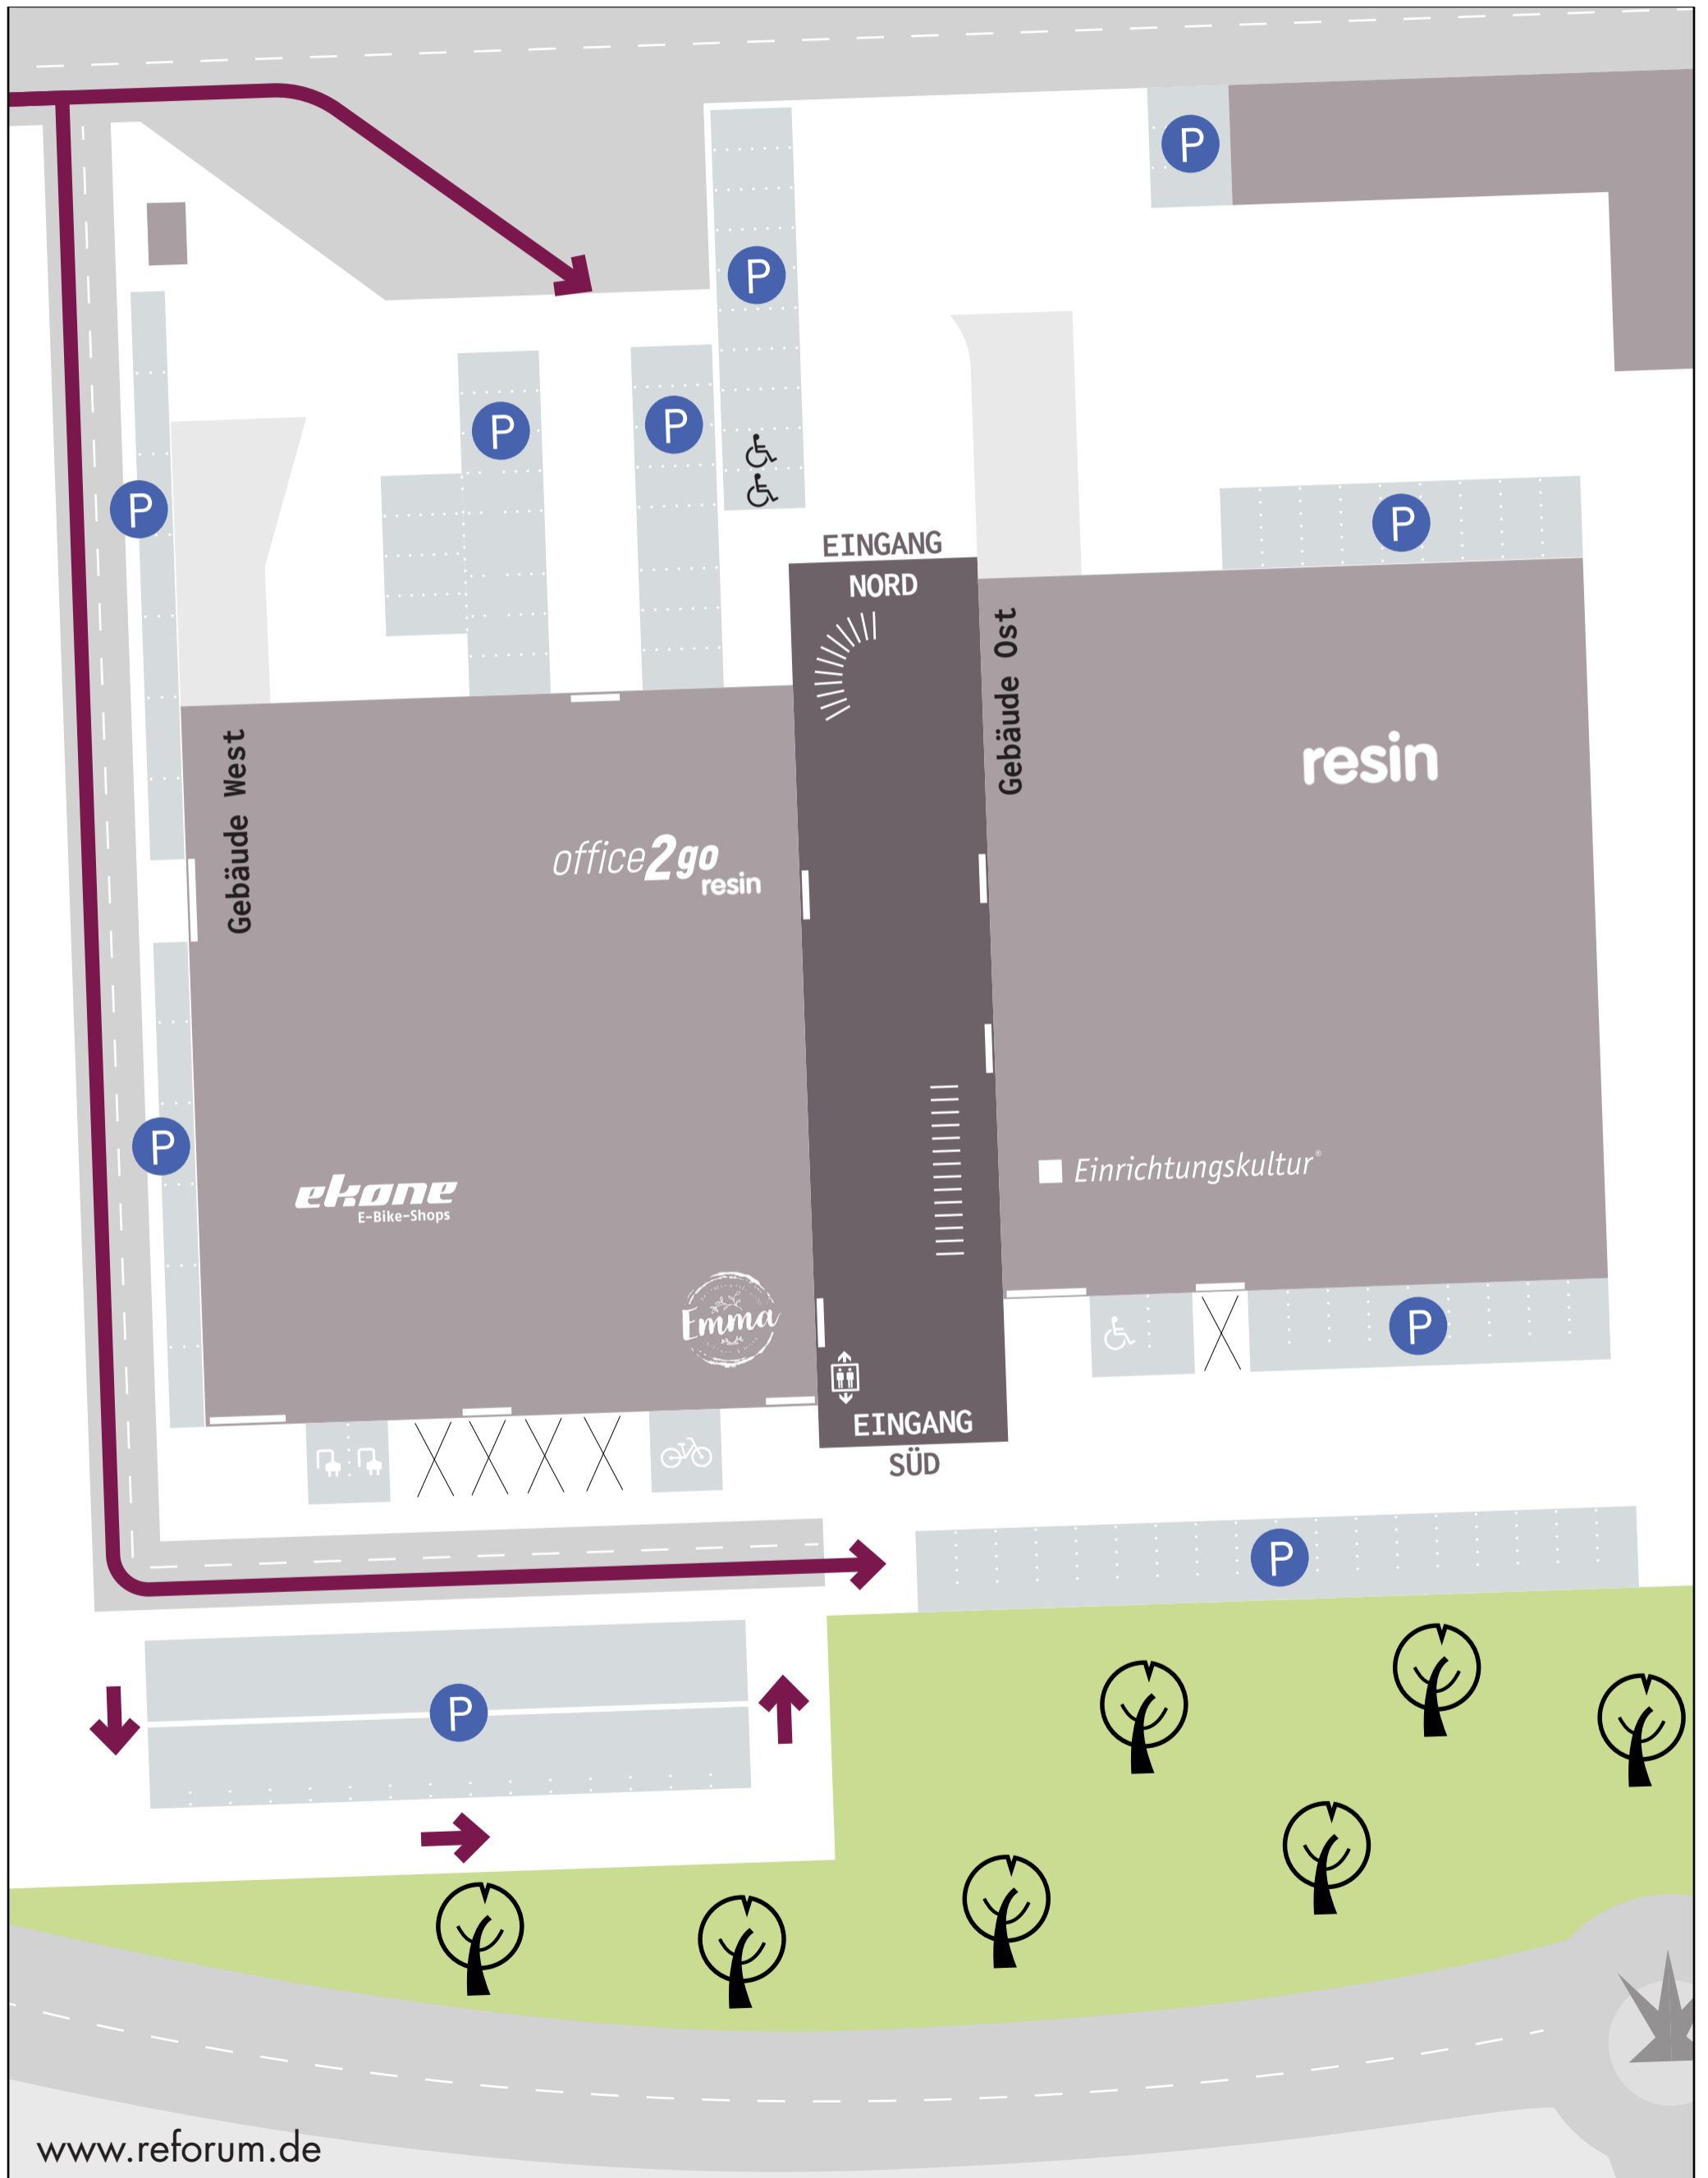 P
P
P
P
P
P
EINGANG
NORD
P
Gebäude Ost
Gebäude West
resin
office2go
resin
P
Einrichtungskultur®
ekone
E-Bike-Shops
Emma
P
EINGANG
SÜD
P
P
www.reforum.de